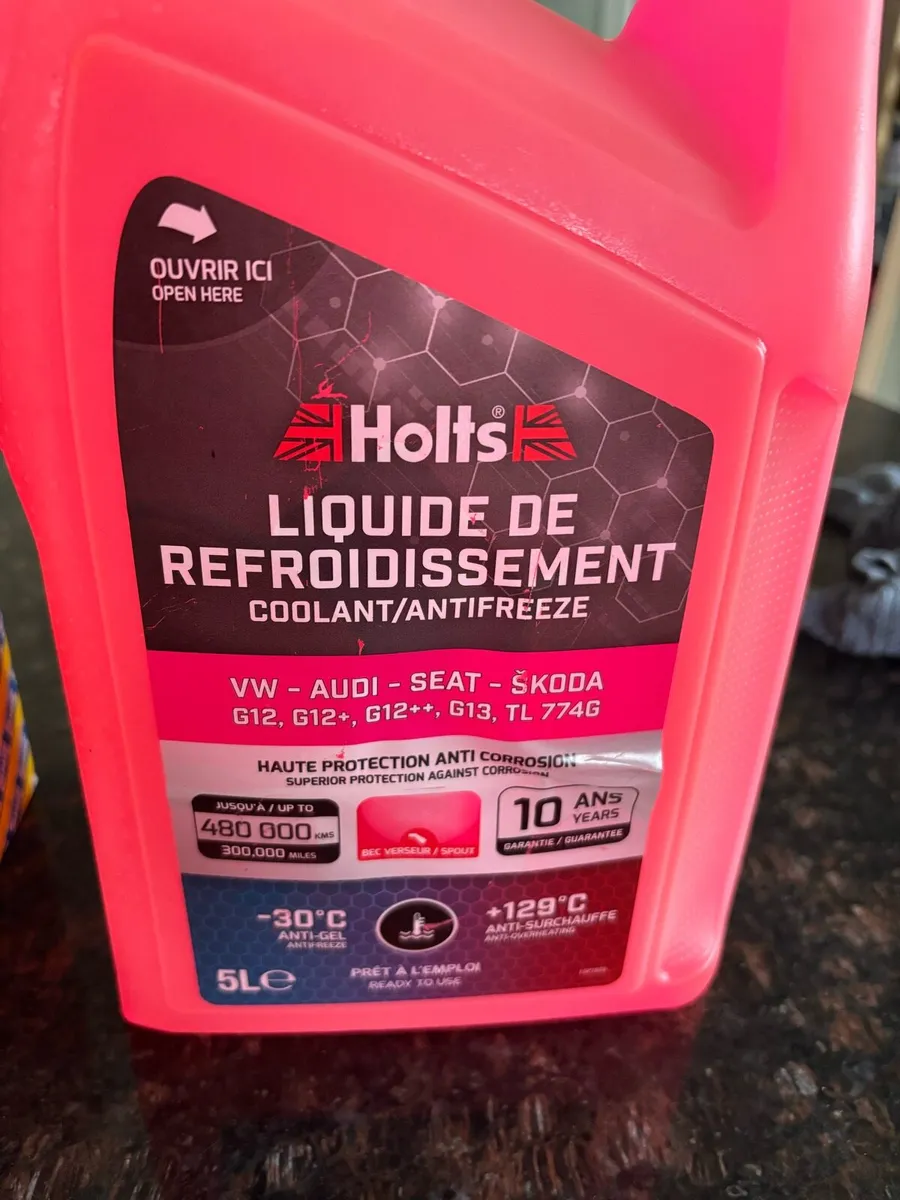 OUVRIR ICI
OPEN HERE
Holts®
LIQUIDE DE
REFROIDISSEMENT
COOLANT/ANTIFREEZE
VW - AUDI - SEAT - ŠKODA
G12, G12+, G12++, G13, TL 774G
HAUTE PROTECTION ANTI CORROSION
SUPERIOR PROTECTION AGAINST CORROSION
JUSQU'À / UP TO
480 000 KMS
300,000 MILES
BEC VERSEUR / SPOUT
10 ANS
YEARS
GARANTIE / GUARANTEE
-30°C
ANTI-GEL
ANTIFREEZE
+129°C
ANTI-SURCHAUFFE
ANTI-OVERHEATING
5L℮
PRÊT À L'EMPLOI
READY TO USE